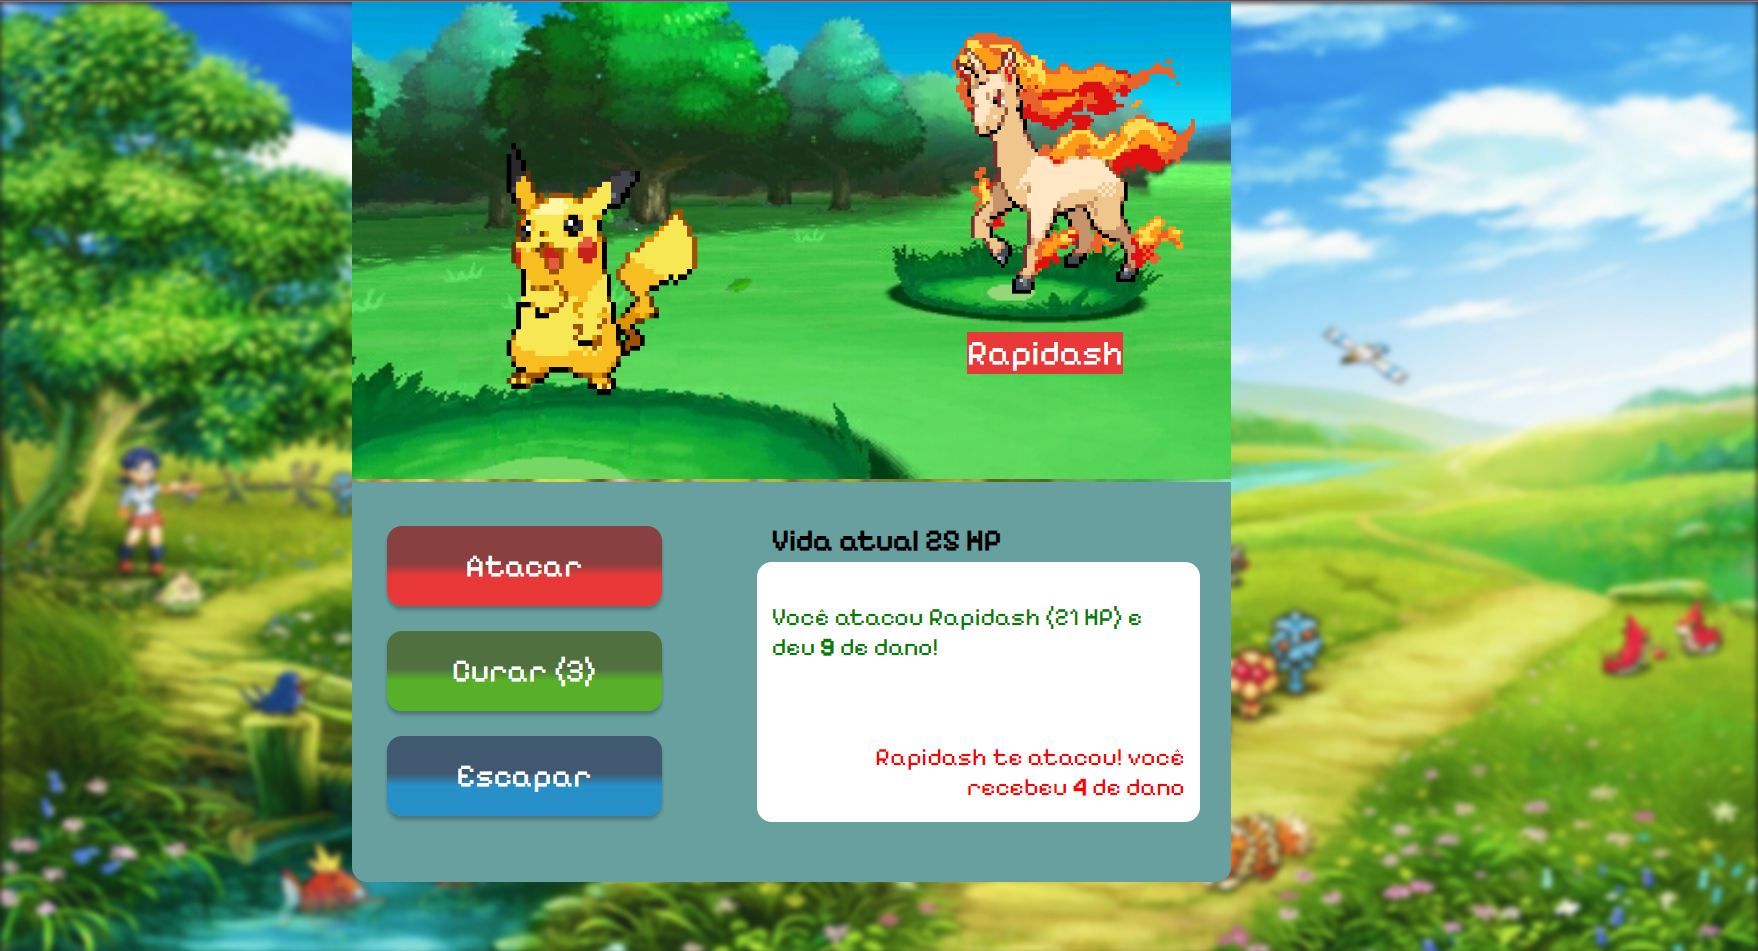 Rapidash
Atacar
Curar (3)
Escapar
Vida atual 25 HP
Você atacou Rapidash (21 HP) e
deu 9 de dano!
Rapidash te atacou! você
recebeu 4 de dano